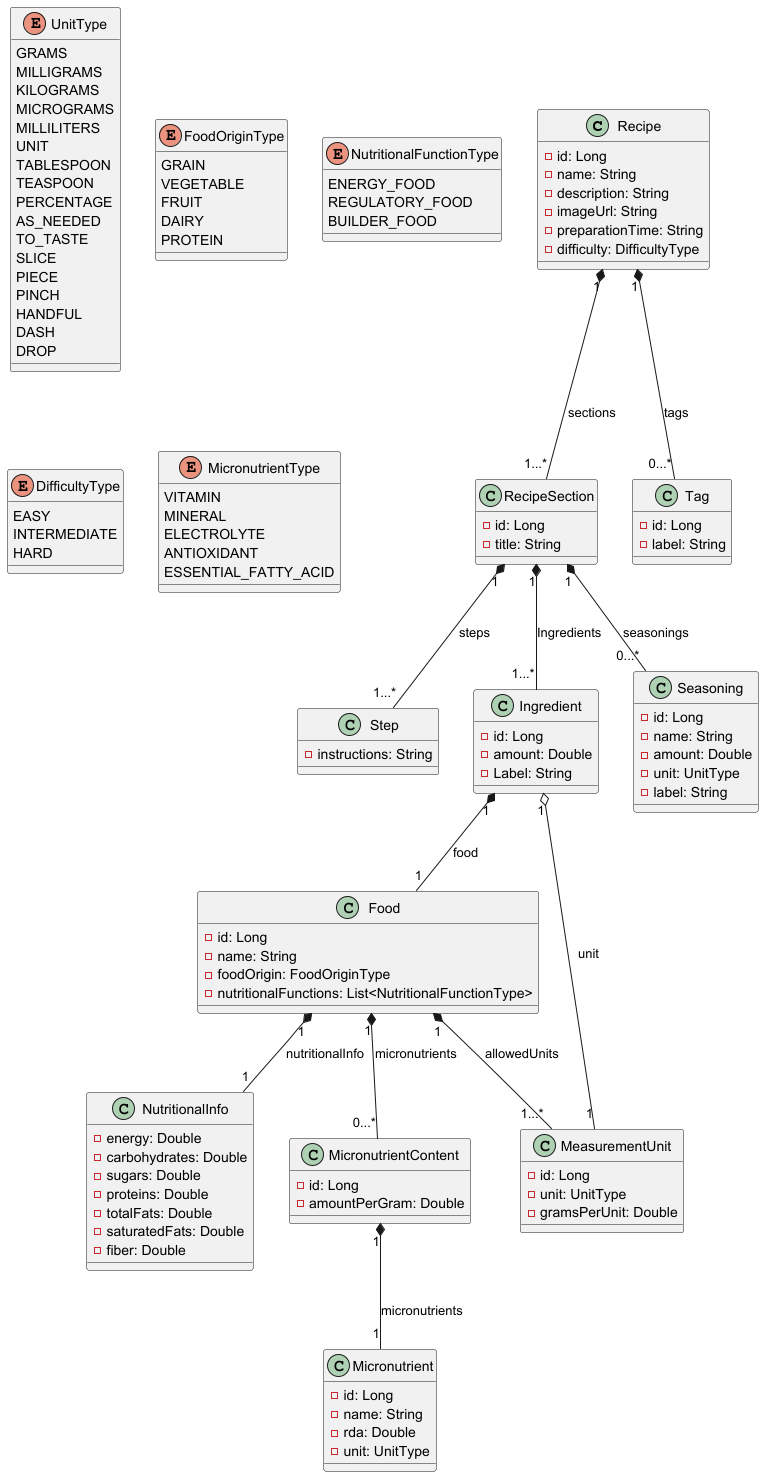 E UnitType
GRAMS
MILLIGRAMS
KILOGRAMS
MICROGRAMS
MILLILITERS
UNIT
TABLESPOON
TEASPOON
PERCENTAGE
AS_NEEDED
TO_TASTE
SLICE
PIECE
PINCH
HANDFUL
DASH
DROP
E FoodOriginType
GRAIN
VEGETABLE
FRUIT
DAIRY
PROTEIN
E NutritionalFunctionType
ENERGY_FOOD
REGULATORY_FOOD
BUILDER_FOOD
C Recipe
id: Long
name: String
description: String
imageUrl: String
preparationTime: String
difficulty: DifficultyType
1
1
sections
tags
1...*
0...*
E DifficultyType
EASY
INTERMEDIATE
HARD
E MicronutrientType
VITAMIN
MINERAL
ELECTROLYTE
ANTIOXIDANT
ESSENTIAL_FATTY_ACID
C RecipeSection
id: Long
title: String
C Tag
id: Long
label: String
1
1
1
steps
Ingredients
seasonings
1...*
1...*
0...*
C Step
instructions: String
C Ingredient
id: Long
amount: Double
Label: String
C Seasoning
id: Long
name: String
amount: Double
unit: UnitType
label: String
1
1
food
1
unit
C Food
id: Long
name: String
foodOrigin: FoodOriginType
nutritionalFunctions: List<NutritionalFunctionType>
1
1
1
nutritionalInfo
micronutrients
allowedUnits
1
0...*
1...*
1
C NutritionalInfo
energy: Double
carbohydrates: Double
sugars: Double
proteins: Double
totalFats: Double
saturatedFats: Double
fiber: Double
C MicronutrientContent
id: Long
amountPerGram: Double
C MeasurementUnit
id: Long
unit: UnitType
gramsPerUnit: Double
1
micronutrients
1
C Micronutrient
id: Long
name: String
rda: Double
unit: UnitType